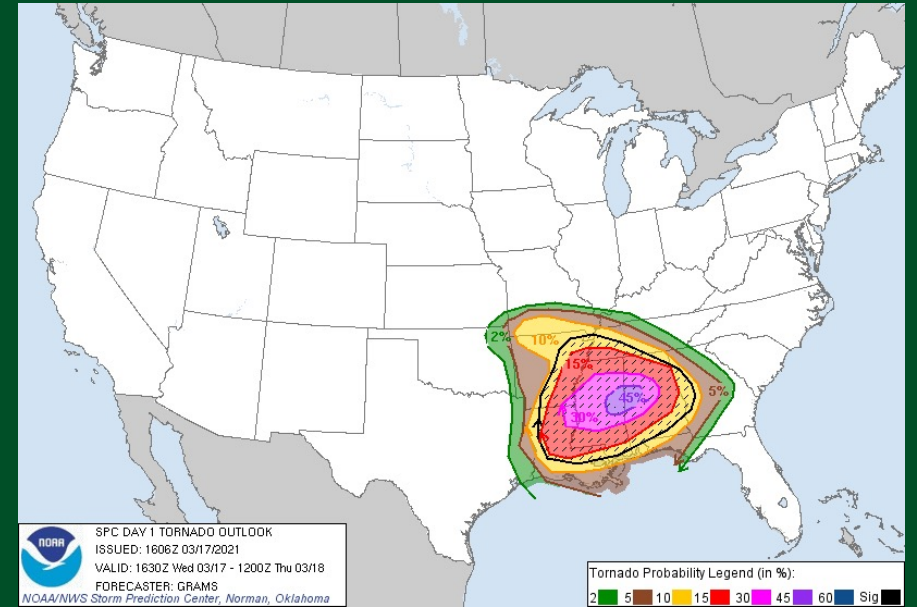 2%
10%
15%
5%
45%
30%
NOAA
SPC DAY 1 TORNADO OUTLOOK
ISSUED: 1606Z 03/17/2021
VALID: 1630Z Wed 03/17 - 1200Z Thu 03/18
FORECASTER: GRAMS
NOAA/NWS Storm Prediction Center, Norman, Oklahoma
Tornado Probability Legend (in %):
2 5 10 15 30 45 60 Sig